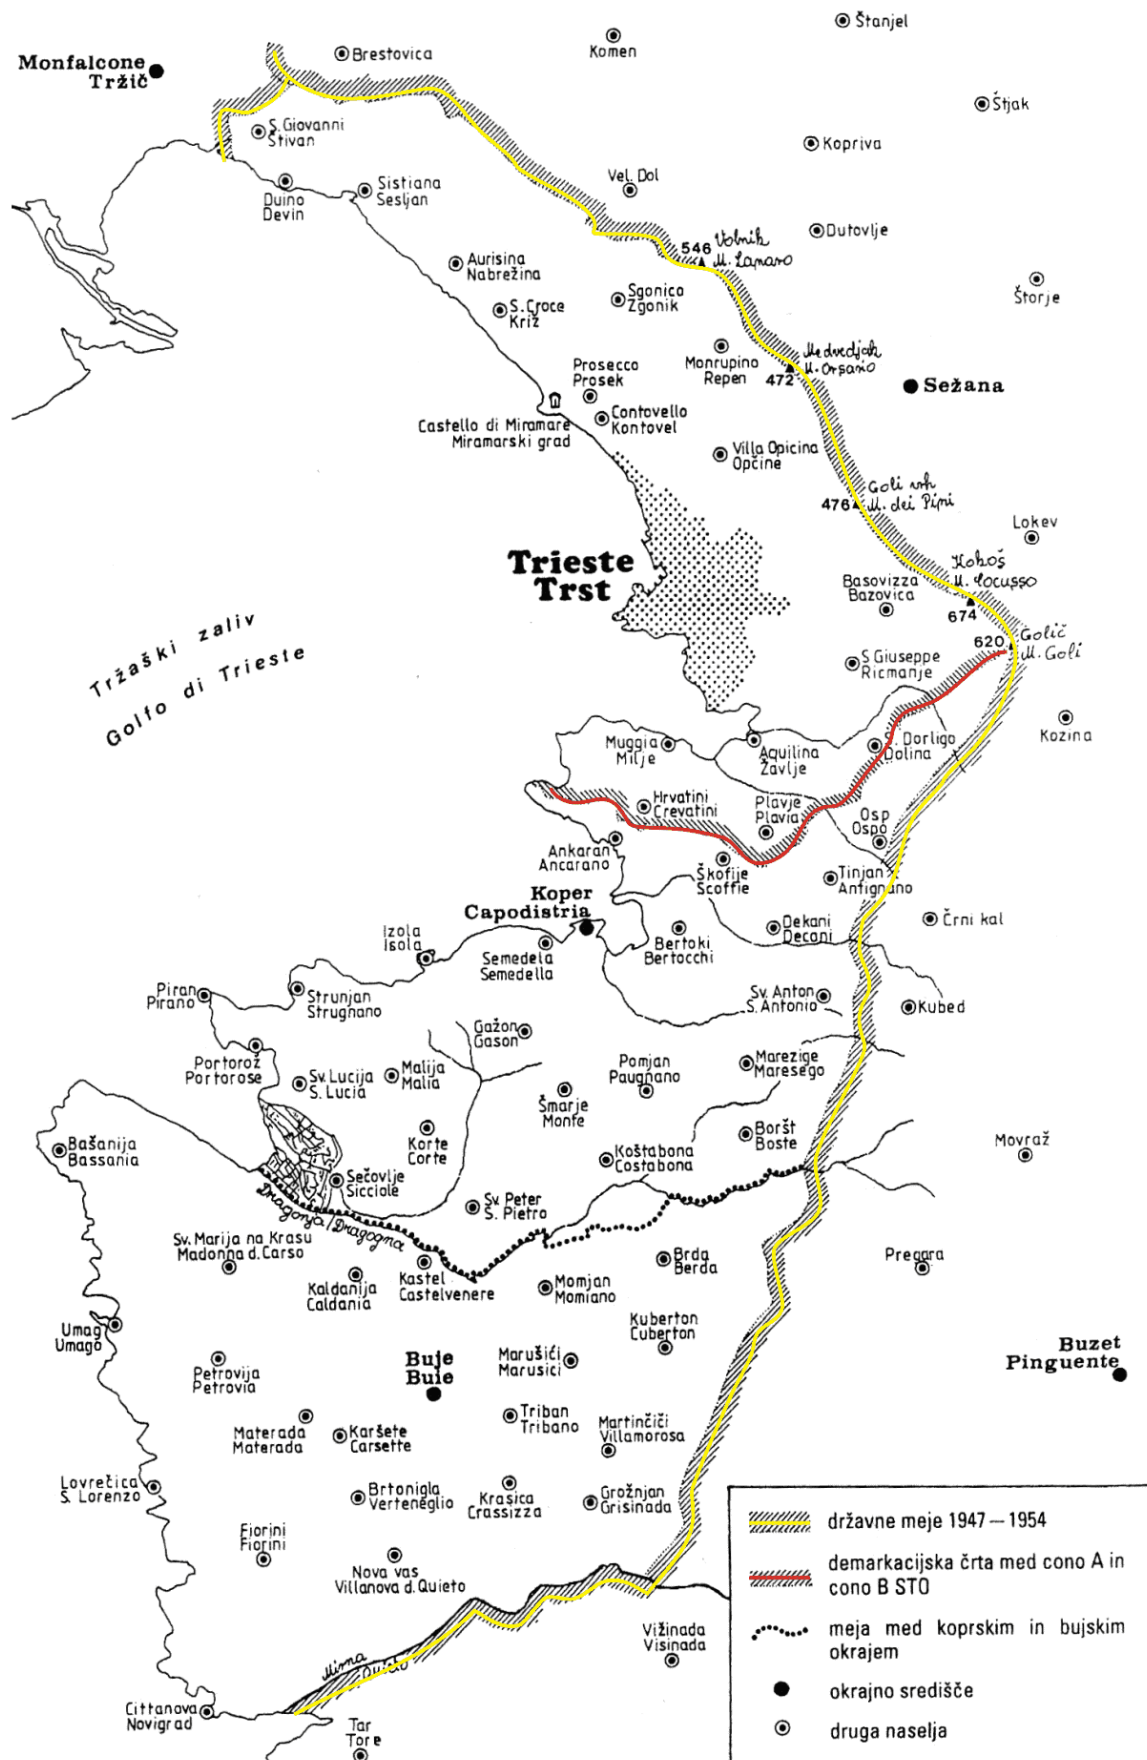 Štanjel
Komen
Brestovica
Monfalcone
Tržič
Štjak
S. Giovanni
Štivan
Kopriva
Vel. Dol
Duino
Devin
Sistiana
Sesljan
Dutovlje
546
Volnik
M. Lanaro
Aurisina
Nabrežina
Štorje
Sgonico
Zgonik
S. Croce
Križ
Monrupino
Repen
Medvedjak
M. Orsario
472
Prosecco
Prosek
Sežana
Castello di Miramare
Miramarski grad
Contovello
Kontovel
Villa Opicina
Opčine
Goli vrh
M. dei Pini
476
Lokev
Trieste
Trst
Kokoš
M. Cocusso
674
Basovizza
Bazovica
Tržaški zaliv
Golfo di Trieste
620
Golič
M. Goli
S Giuseppe
Ricmanje
Kozina
Muggia
Milje
Aquilina
Žavlje
S. Dorligo
Dolina
Hrvatini
Crevatini
Plavje
Plavia
Osp
Ospo
Ankaran
Ancarano
Škofije
Scoffie
Tinjan
Antignano
Koper
Capodistria
Črni kal
Izola
Isola
Semedela
Semedella
Bertoki
Bertocchi
Dekani
Decani
Piran
Pirano
Strunjan
Strugnano
Sv. Anton
S. Antonio
Kubed
Gažon
Gason
Portorož
Portorose
Sv. Lucija
S. Lucia
Malija
Malia
Pomjan
Paugnano
Marezige
Maresego
Šmarje
Monte
Bašanija
Bassania
Korte
Corte
Boršt
Boste
Movraž
Koštabona
Costabona
Sečovlje
Sicciole
Sv. Peter
S. Pietro
Dragonja/Dragogna
Sv. Marija na Krasu
Madonna d. Carso
Kaldanija
Caldania
Kastel
Castelvenere
Momjan
Momiano
Brda
Berda
Pregara
Umag
Umago
Kuberton
Cuberton
Petrovija
Petrovia
Buje
Buie
Marušići
Marusici
Buzet
Pinguente
Materada
Materada
Karšete
Carsette
Triban
Tribano
Martinčiči
Villamorosa
Lovrečica
S. Lorenzo
Brtonigla
Verteneglio
Krasica
Crassizza
Grožnjan
Grisinada
Fiorini
Fiorini
Nova vas
Villanova d. Quieto
Vižinada
Visinada
Mirna
Quieto
Cittanova
Novigrad
Tar
Tore
državne meje 1947—1954
demarkacijska črta med cono A in
cono B STO
meja med koprskim in bujskim
okrajem
okrajno središče
druga naselja